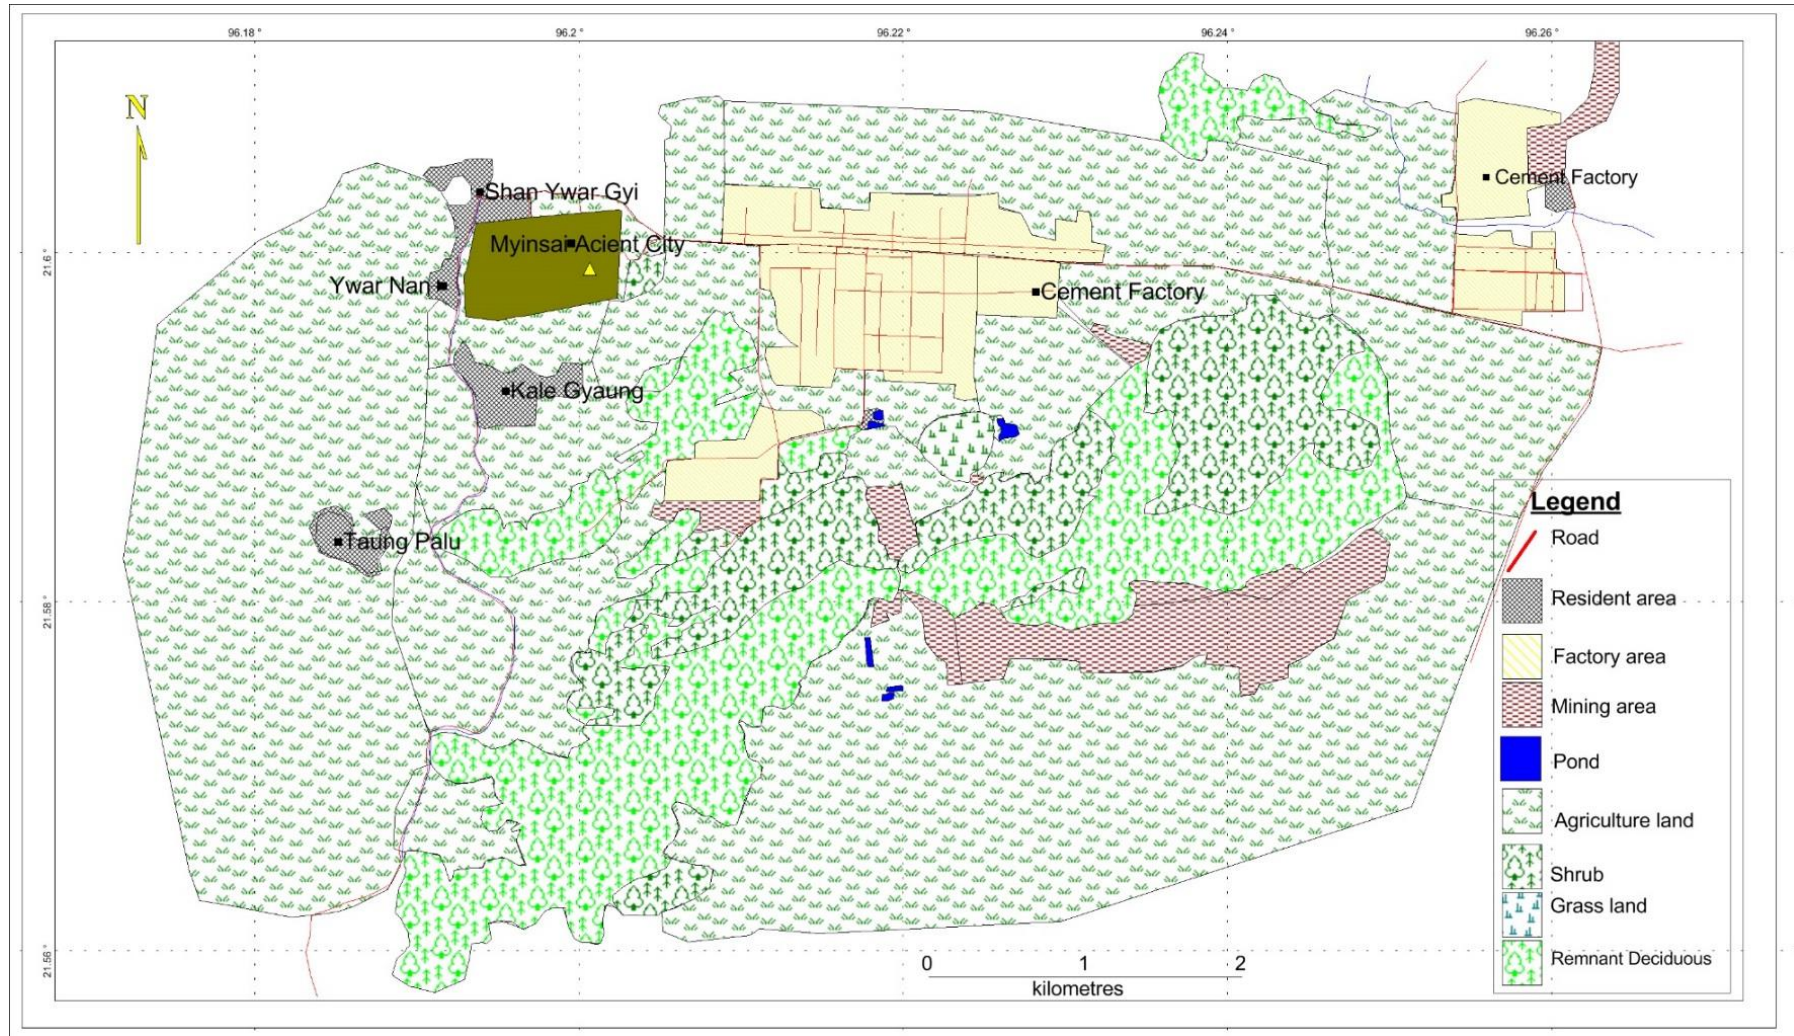 96.18 °
96.2 °
96.22 °
96.24 °
96.26 °
N
Shan Ywar Gyi
Cement Factory
Myinsai Acient City
21.6 °
Ywar Nan
Cement Factory
Kale Gyaung
Taung Palu
21.58 °
21.56 °
Legend
Road
Resident area
Factory area
Mining area
Pond
Agriculture land
Shrub
Grass land
Remnant Deciduous
0 1 2
kilometres